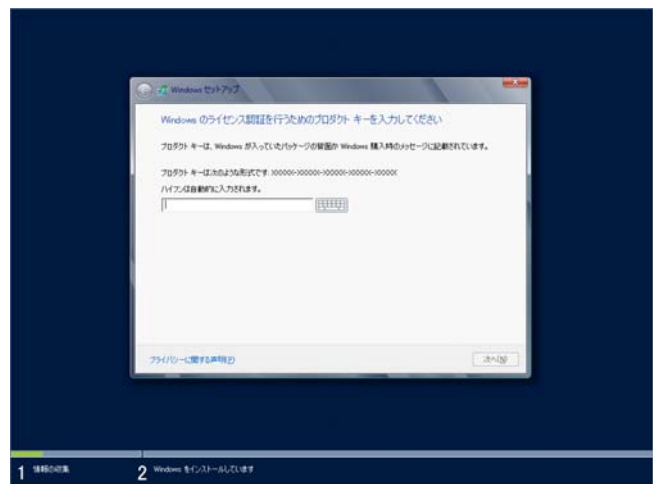 Windows セットアップ
Windows のライセンス認証を行うためのプロダクト キーを入力してください
プロダクト キーは、Windows が入っていたパッケージの背面か Windows 購入時のメッセージに記載されています。
プロダクト キーは次のような形式です: XXXXX-XXXXX-XXXXX-XXXXX-XXXXX
ハイフンは自動的に入力されます。
プライバシーに関する声明(P)
次へ(N)
1 情報の収集
2 Windows をインストールしています